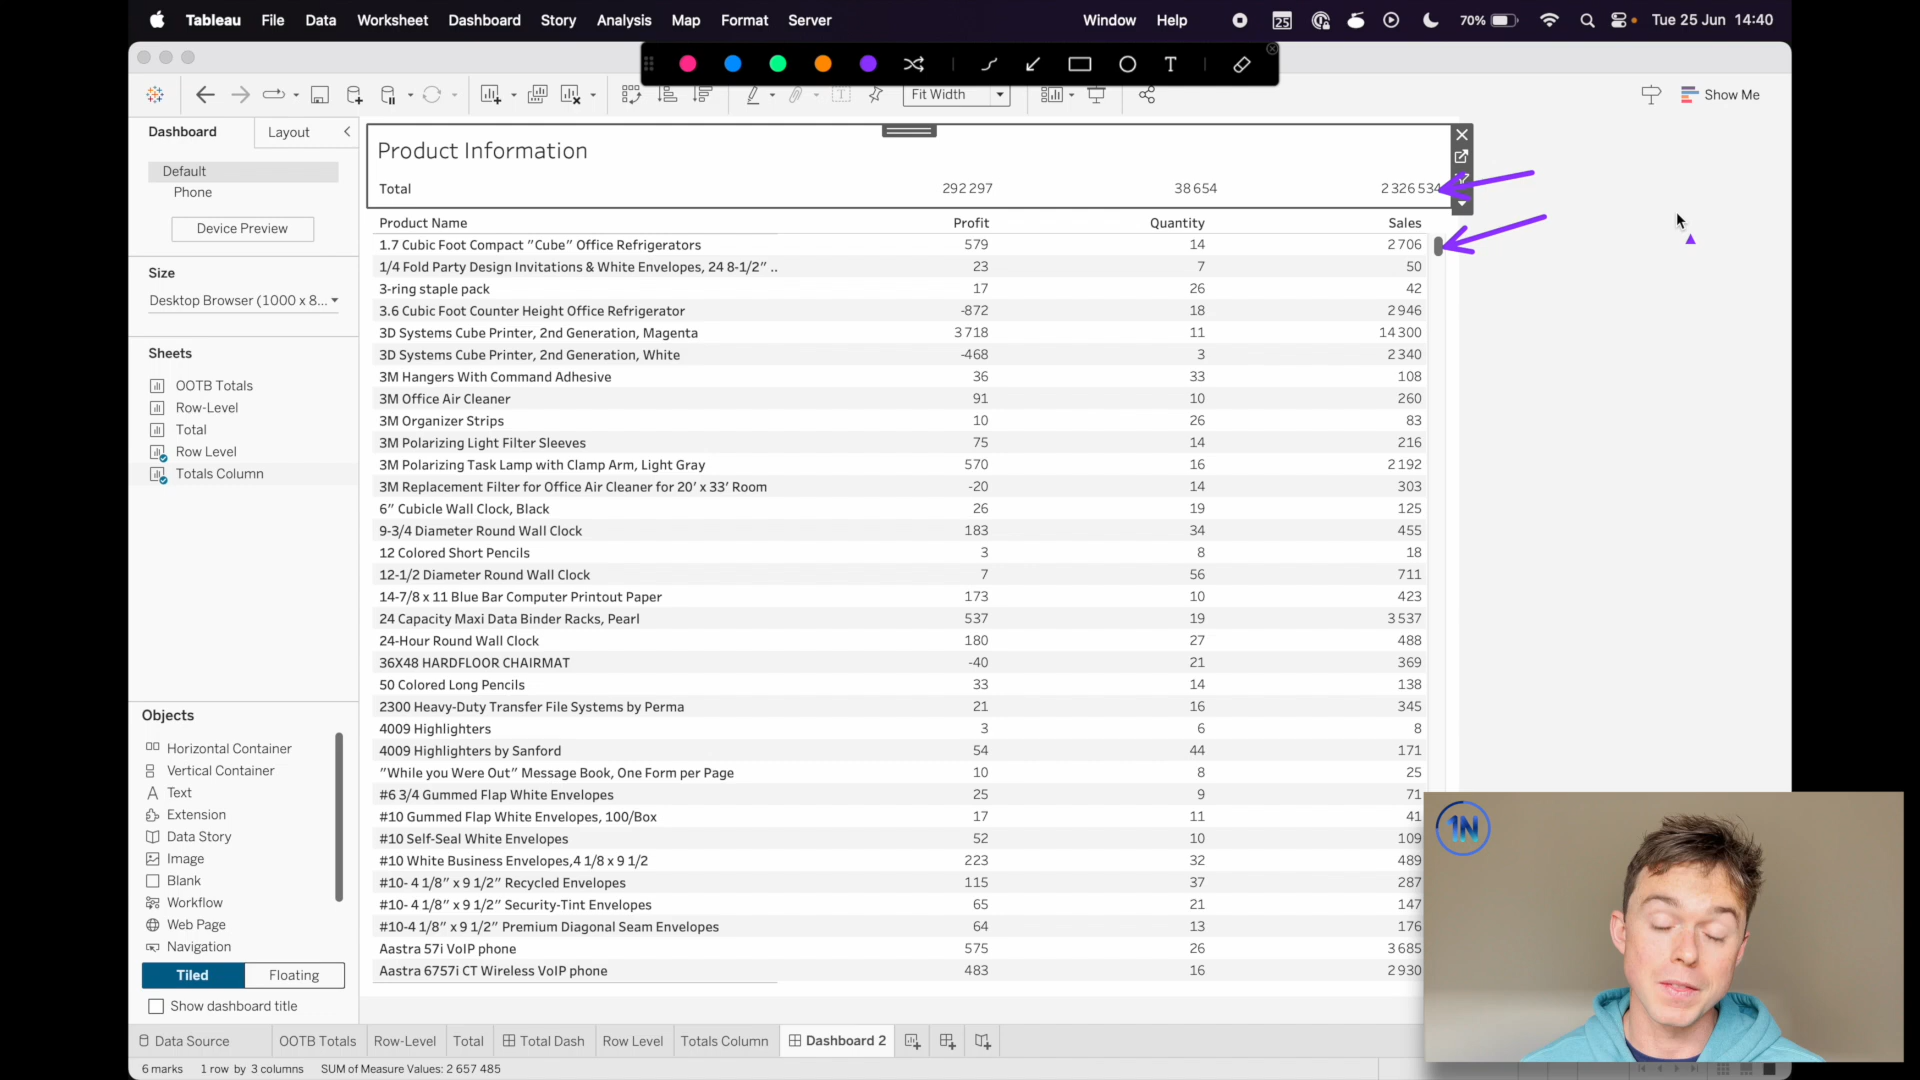 Tableau File Data Worksheet Dashboard Story Analysis Map Format Server Window Help 25 70% Tue 25 Jun 14:40
T
Fit Width
Show Me
Dashboard Layout
Default
Phone
Device Preview
Size
Desktop Browser (1000 x 8...
Sheets
OOTB Totals
Row-Level
Total
Row Level
Totals Column
Objects
Horizontal Container
Vertical Container
Text
Extension
Data Story
Image
Blank
Workflow
Web Page
Navigation
Tiled Floating
Show dashboard title
Product Information
Total 292 297 38 654 2 326 534
Product Name Profit Quantity Sales
1.7 Cubic Foot Compact "Cube" Office Refrigerators 579 14 2 706
1/4 Fold Party Design Invitations & White Envelopes, 24 8-1/2" .. 23 7 50
3-ring staple pack 17 26 42
3.6 Cubic Foot Counter Height Office Refrigerator -872 18 2 946
3D Systems Cube Printer, 2nd Generation, Magenta 3 718 11 14 300
3D Systems Cube Printer, 2nd Generation, White -468 3 2 340
3M Hangers With Command Adhesive 36 33 108
3M Office Air Cleaner 91 10 260
3M Organizer Strips 10 26 83
3M Polarizing Light Filter Sleeves 75 14 216
3M Polarizing Task Lamp with Clamp Arm, Light Gray 570 16 2 192
3M Replacement Filter for Office Air Cleaner for 20' x 33' Room -20 14 303
6" Cubicle Wall Clock, Black 26 19 125
9-3/4 Diameter Round Wall Clock 183 34 455
12 Colored Short Pencils 3 8 18
12-1/2 Diameter Round Wall Clock 7 56 711
14-7/8 x 11 Blue Bar Computer Printout Paper 173 10 423
24 Capacity Maxi Data Binder Racks, Pearl 537 19 3 537
24-Hour Round Wall Clock 180 27 488
36X48 HARDFLOOR CHAIRMAT -40 21 369
50 Colored Long Pencils 33 14 138
2300 Heavy-Duty Transfer File Systems by Perma 21 16 345
4009 Highlighters 3 6 8
4009 Highlighters by Sanford 54 44 171
"While you Were Out" Message Book, One Form per Page 10 8 25
#6 3/4 Gummed Flap White Envelopes 25 9 71
#10 Gummed Flap White Envelopes, 100/Box 17 11 41
#10 Self-Seal White Envelopes 52 10 109
#10 White Business Envelopes,4 1/8 x 9 1/2 223 32 489
#10- 4 1/8" x 9 1/2" Recycled Envelopes 115 37 287
#10- 4 1/8" x 9 1/2" Security-Tint Envelopes 65 21 147
#10-4 1/8" x 9 1/2" Premium Diagonal Seam Envelopes 64 13 176
Aastra 57i VoIP phone 575 26 3 685
Aastra 6757i CT Wireless VoIP phone 483 16 2 930
1N
Data Source OOTB Totals Row-Level Total Total Dash Row Level Totals Column Dashboard 2
6 marks 1 row by 3 columns SUM of Measure Values: 2 657 485